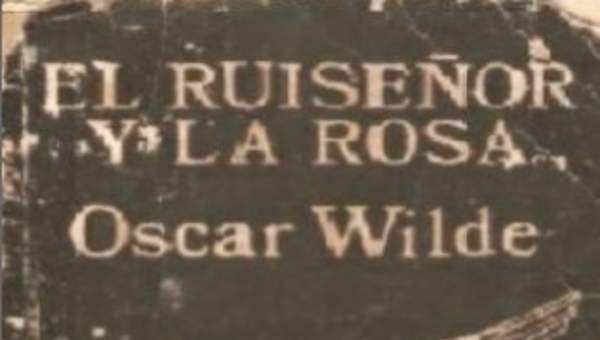 EL RUISEÑOR
Y LA ROSA
Oscar Wilde